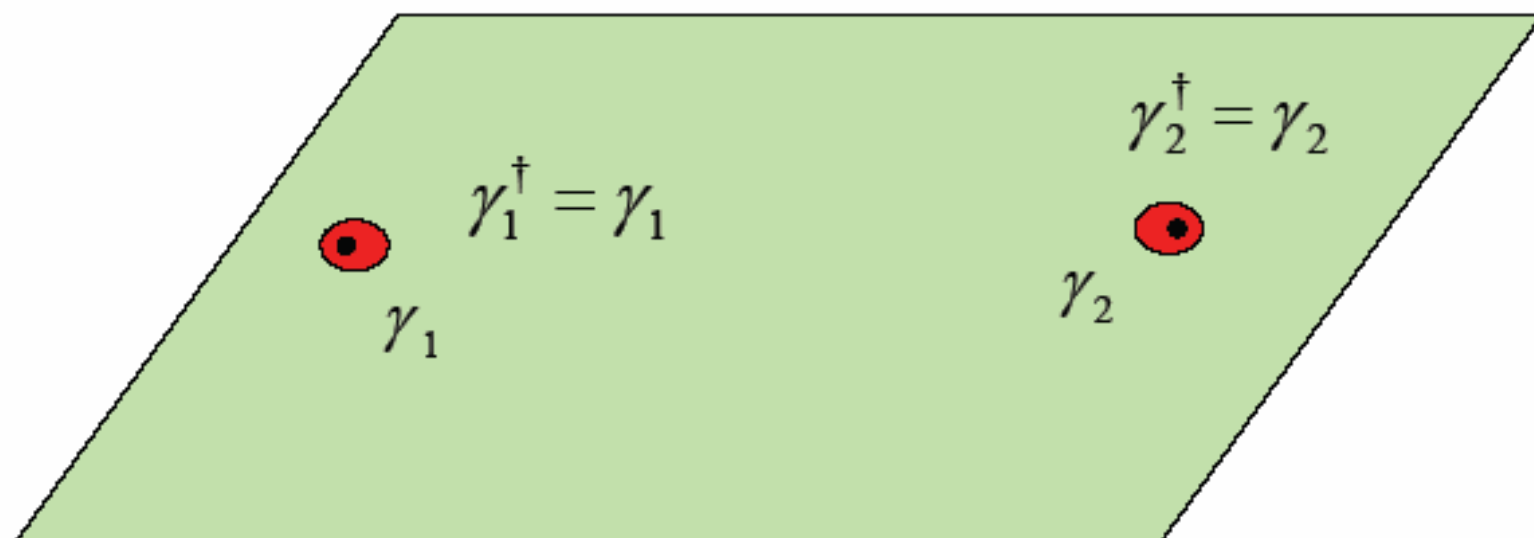 γ₂† = γ₂
γ₁† = γ₁
γ₂
γ₁